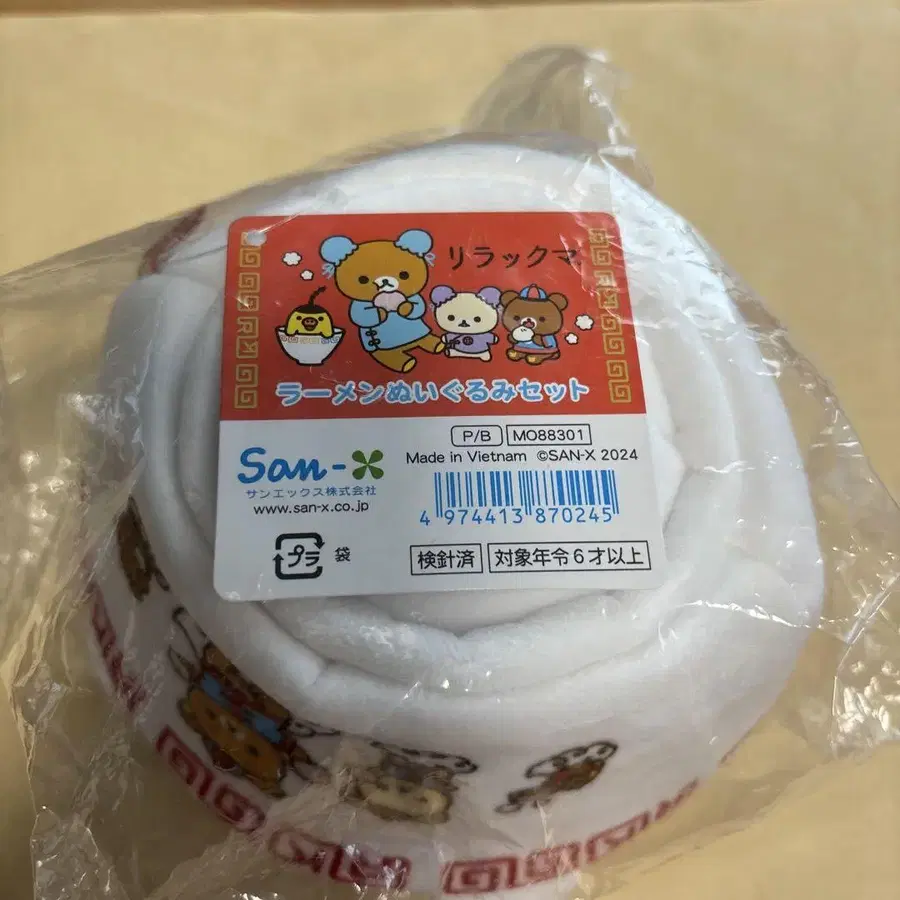 リラックマ
ラーメンぬいぐるみセット
P/B MO88301
Made in Vietnam ©SAN-X 2024
San-X
サンエックス株式会社
www.san-x.co.jp
4 974413 870245
プラ 袋
検針済 対象年令6才以上